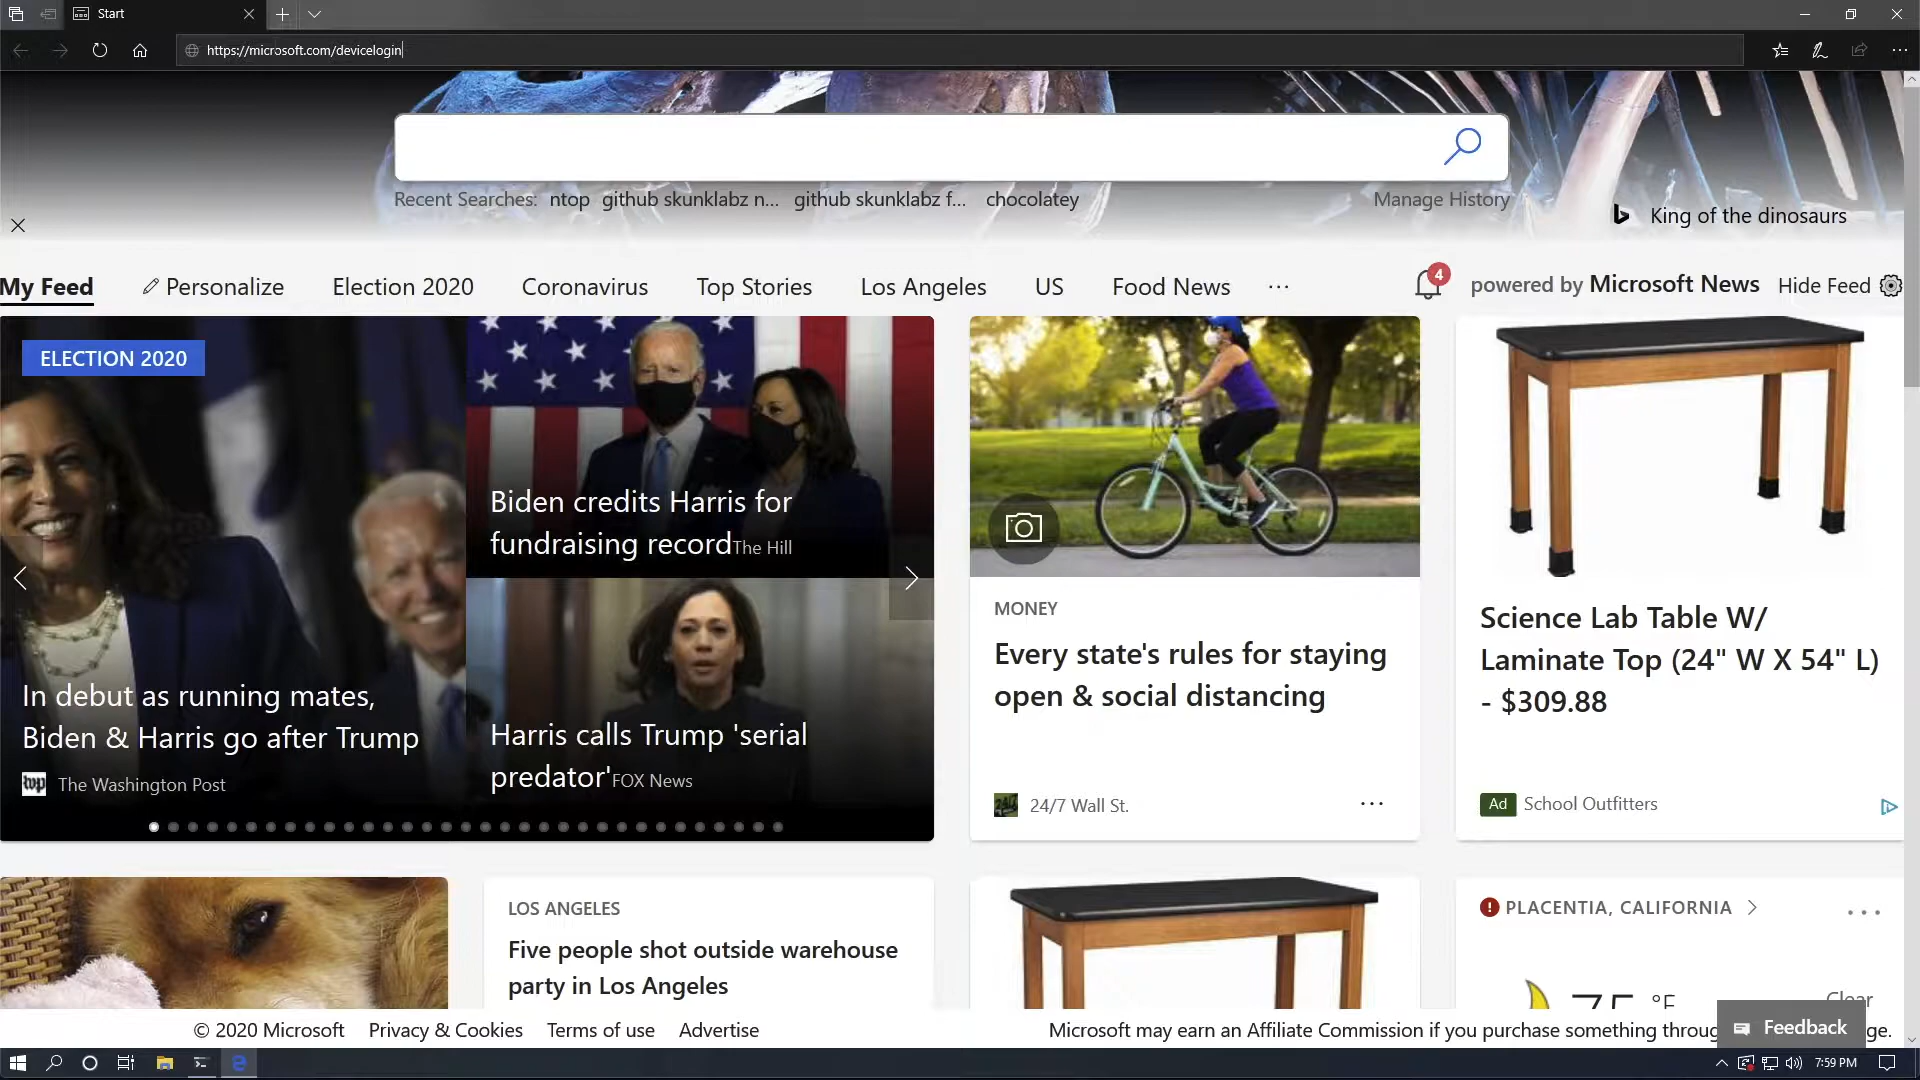 Start
https://microsoft.com/devicelogin
Recent Searches: ntop github skunklabz n... github skunklabz f... chocolatey
Manage History
King of the dinosaurs
My Feed
Personalize
Election 2020
Coronavirus
Top Stories
Los Angeles
US
Food News
...
4
powered by Microsoft News
Hide Feed
ELECTION 2020
In debut as running mates,
Biden & Harris go after Trump
wp
The Washington Post
Biden credits Harris for
fundraising record The Hill
Harris calls Trump 'serial
predator' FOX News
MONEY
Every state's rules for staying
open & social distancing
24/7 Wall St.
Science Lab Table W/
Laminate Top (24" W X 54" L)
- $309.88
Ad School Outfitters
LOS ANGELES
Five people shot outside warehouse
party in Los Angeles
PLACENTIA, CALIFORNIA
75 °F
Clear
© 2020 Microsoft
Privacy & Cookies
Terms of use
Advertise
Microsoft may earn an Affiliate Commission if you purchase something throug
ge.
Feedback
7:59 PM